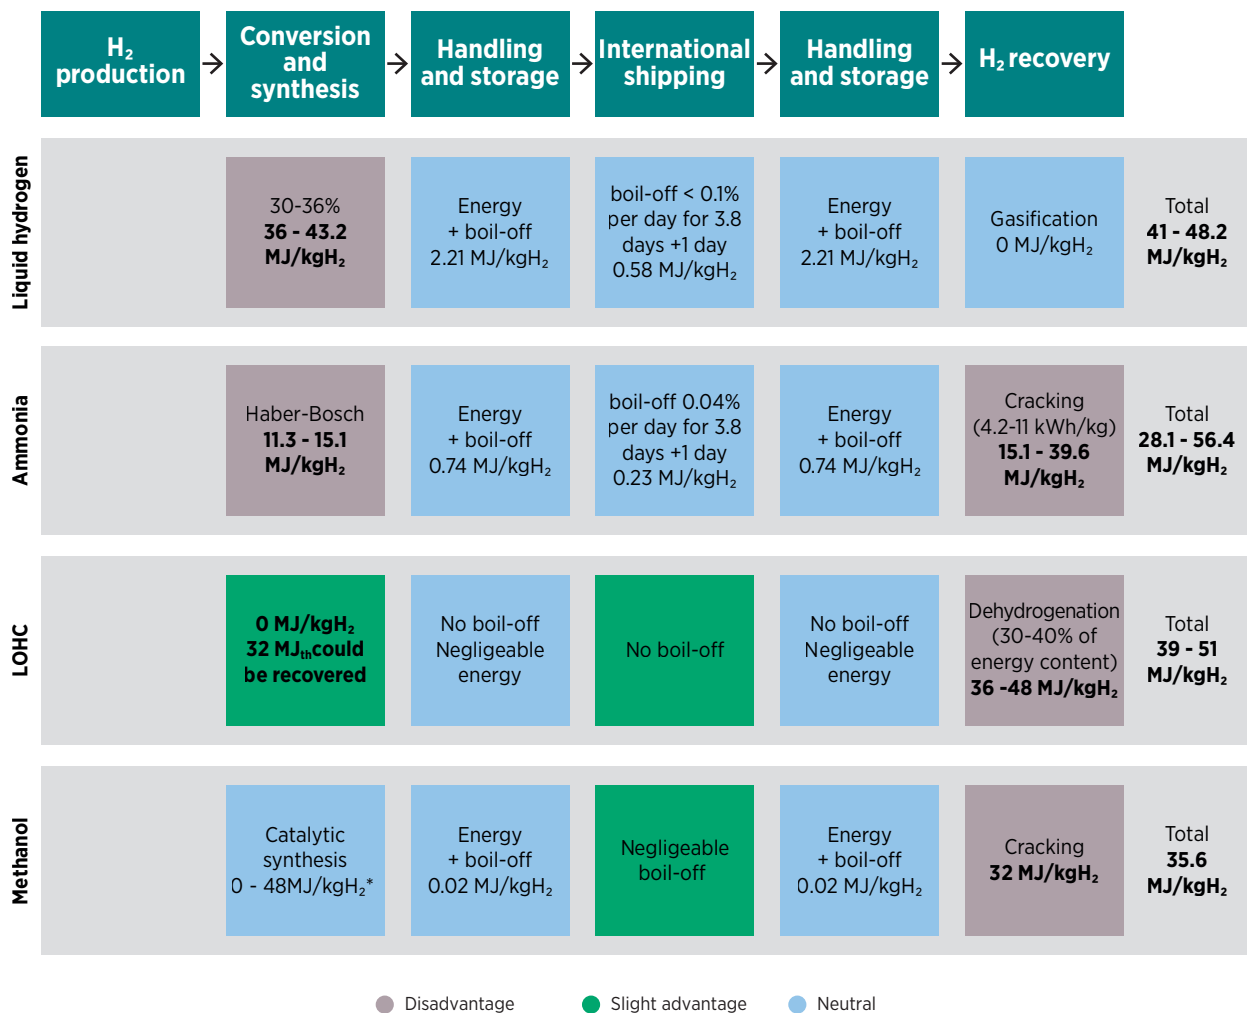 H₂
production
Conversion
and
synthesis
Handling
and storage
International
shipping
Handling
and storage
H₂ recovery
Liquid hydrogen
30-36%
36 - 43.2
MJ/kgH₂
Energy
+ boil-off
2.21 MJ/kgH₂
boil-off < 0.1%
per day for 3.8
days +1 day
0.58 MJ/kgH₂
Energy
+ boil-off
2.21 MJ/kgH₂
Gasification
0 MJ/kgH₂
Total
41 - 48.2
MJ/kgH₂
Ammonia
Haber-Bosch
11.3 - 15.1
MJ/kgH₂
Energy
+ boil-off
0.74 MJ/kgH₂
boil-off 0.04%
per day for 3.8
days +1 day
0.23 MJ/kgH₂
Energy
+ boil-off
0.74 MJ/kgH₂
Cracking
(4.2-11 kWh/kg)
15.1 - 39.6
MJ/kgH₂
Total
28.1 - 56.4
MJ/kgH₂
LOHC
0 MJ/kgH₂
32 MJth could
be recovered
No boil-off
Negligeable
energy
No boil-off
No boil-off
Negligeable
energy
Dehydrogenation
(30-40% of
energy content)
36 -48 MJ/kgH₂
Total
39 - 51
MJ/kgH₂
Methanol
Catalytic
synthesis
0 - 48MJ/kgH₂*
Energy
+ boil-off
0.02 MJ/kgH₂
Negligeable
boil-off
Energy
+ boil-off
0.02 MJ/kgH₂
Cracking
32 MJ/kgH₂
Total
35.6
MJ/kgH₂
Disadvantage
Slight advantage
Neutral